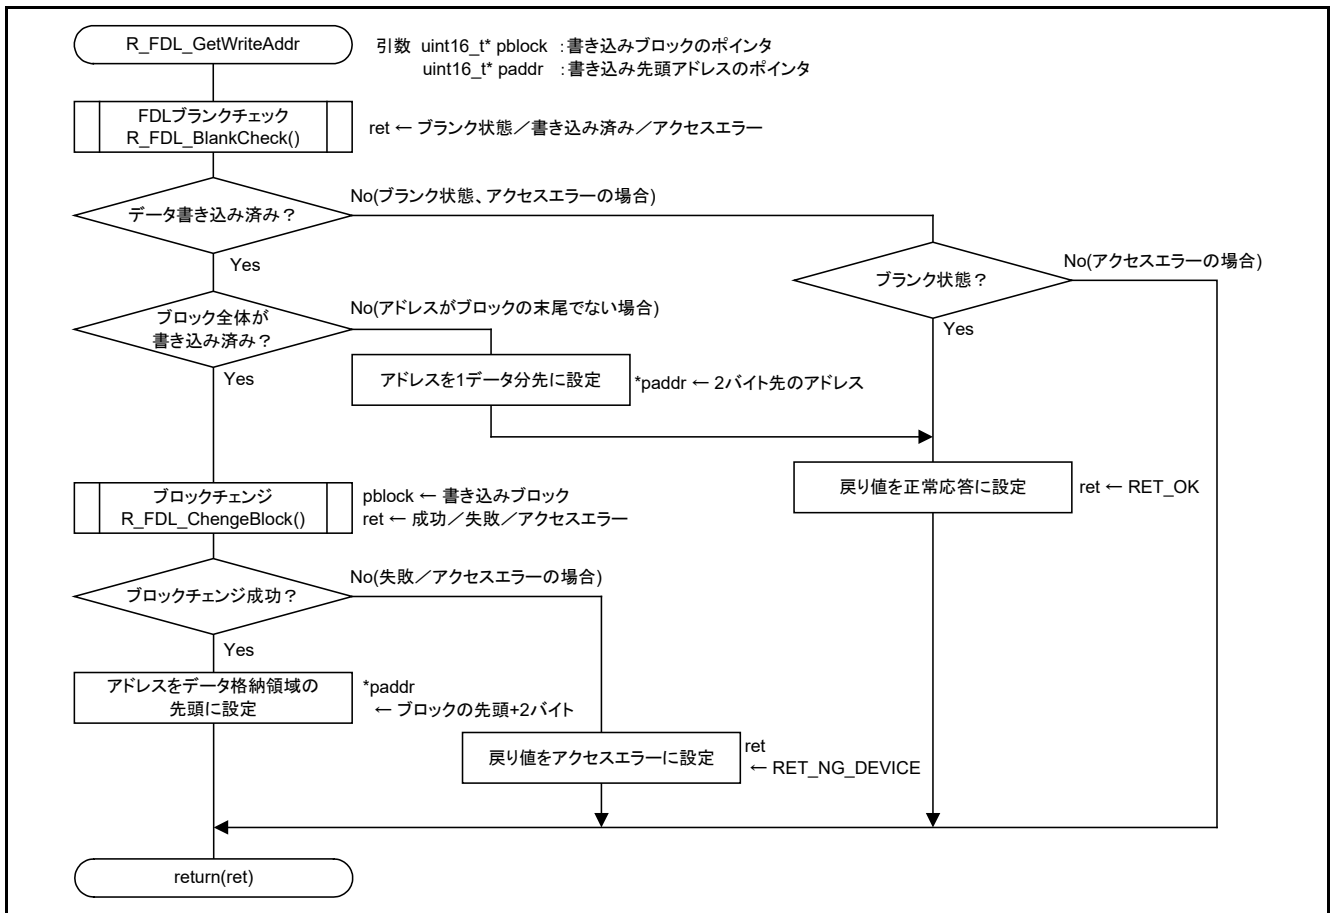 R_FDL_GetWriteAddr
引数 uint16_t* pblock ：書き込みブロックのポインタ
uint16_t* paddr ：書き込み先頭アドレスのポインタ
FDLブランクチェック
R_FDL_BlankCheck()
ret ← ブランク状態／書き込み済み／アクセスエラー
No(ブランク状態、アクセスエラーの場合)
データ書き込み済み？
Yes
No(アクセスエラーの場合)
ブランク状態？
Yes
No(アドレスがブロックの末尾でない場合)
ブロック全体が
書き込み済み？
Yes
アドレスを1データ分先に設定
*paddr ← 2バイト先のアドレス
戻り値を正常応答に設定
ret ← RET_OK
ブロックチェンジ
R_FDL_ChengeBlock()
pblock ← 書き込みブロック
ret ← 成功／失敗／アクセスエラー
No(失敗／アクセスエラーの場合)
ブロックチェンジ成功？
Yes
アドレスをデータ格納領域の
先頭に設定
*paddr
← ブロックの先頭+2バイト
戻り値をアクセスエラーに設定
ret
← RET_NG_DEVICE
return(ret)